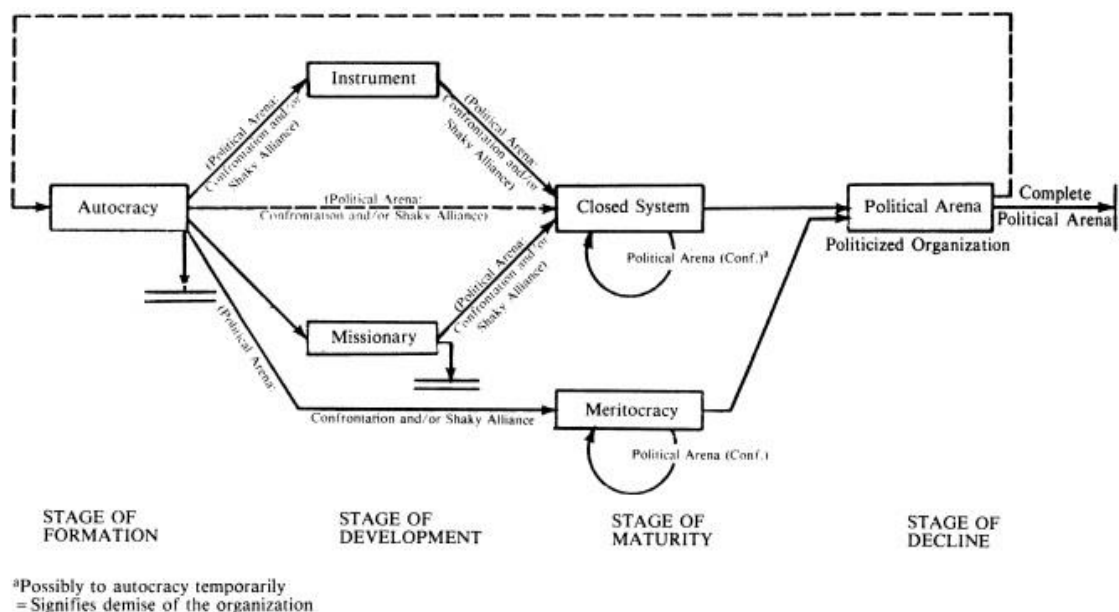 Instrument
(Political Arena:
Confrontation and/or
Shaky Alliance)
(Political Arena:
Confrontation and/or
Shaky Alliance)
Autocracy
(Political Arena:
Confrontation and/or Shaky Alliance)
Closed System
Political Arena
Complete
Political Arena
Politicized Organization
Political Arena (Conf.)ᵃ
(Political Arena:
Confrontation and/or
Shaky Alliance)
Missionary
(Political Arena:
Confrontation and/or Shaky Alliance
Meritocracy
Political Arena (Conf.)
STAGE OF
FORMATION
STAGE OF
DEVELOPMENT
STAGE OF
MATURITY
STAGE OF
DECLINE
ᵃPossibly to autocracy temporarily
= Signifies demise of the organization